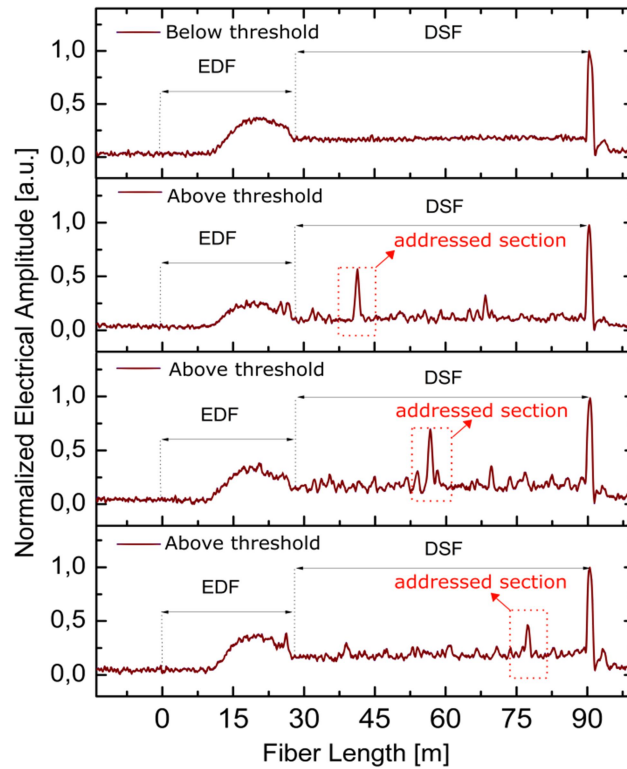 Normalized Electrical Amplitude [a.u.]
Below threshold
DSF
EDF
1,0
0,5
0,0
Above threshold
DSF
EDF
addressed section
1,0
0,5
0,0
Above threshold
DSF
EDF
addressed section
1,0
0,5
0,0
Above threshold
DSF
EDF
addressed section
1,0
0,5
0,0
0 15 30 45 60 75 90
Fiber Length [m]